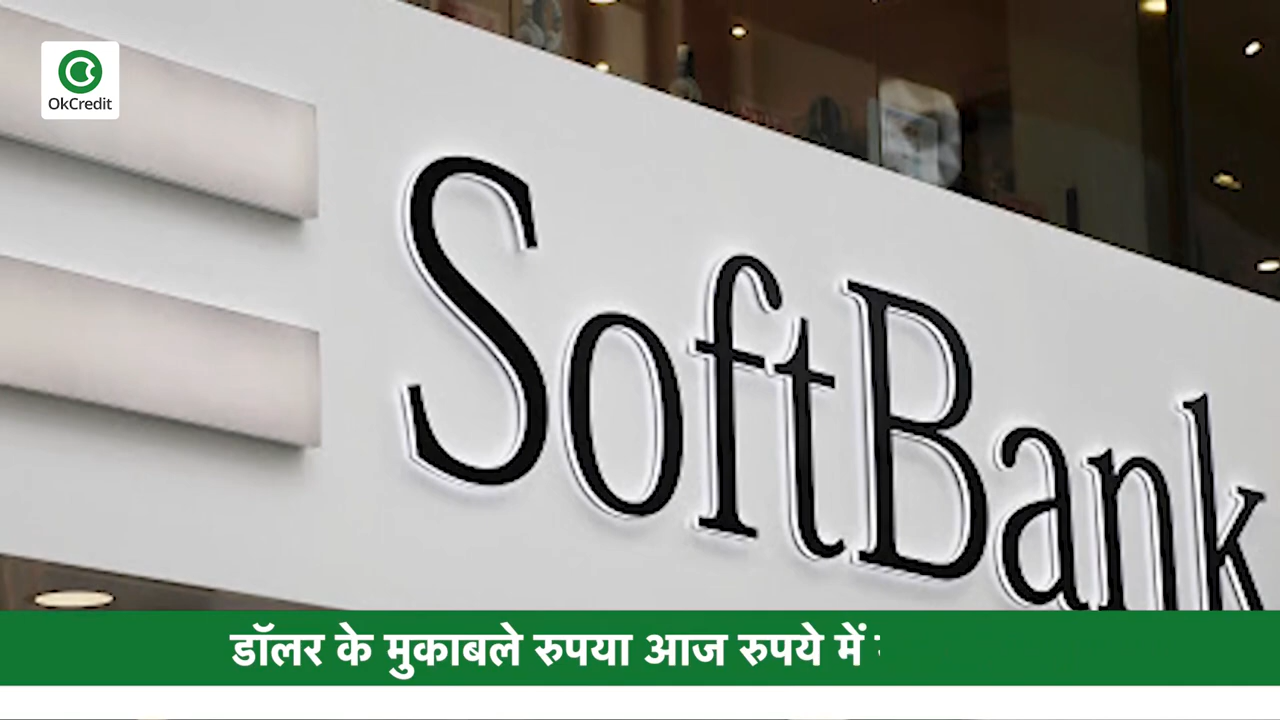 OkCredit
SoftBank
डॉलर के मुकाबले रुपया आज रुपये में